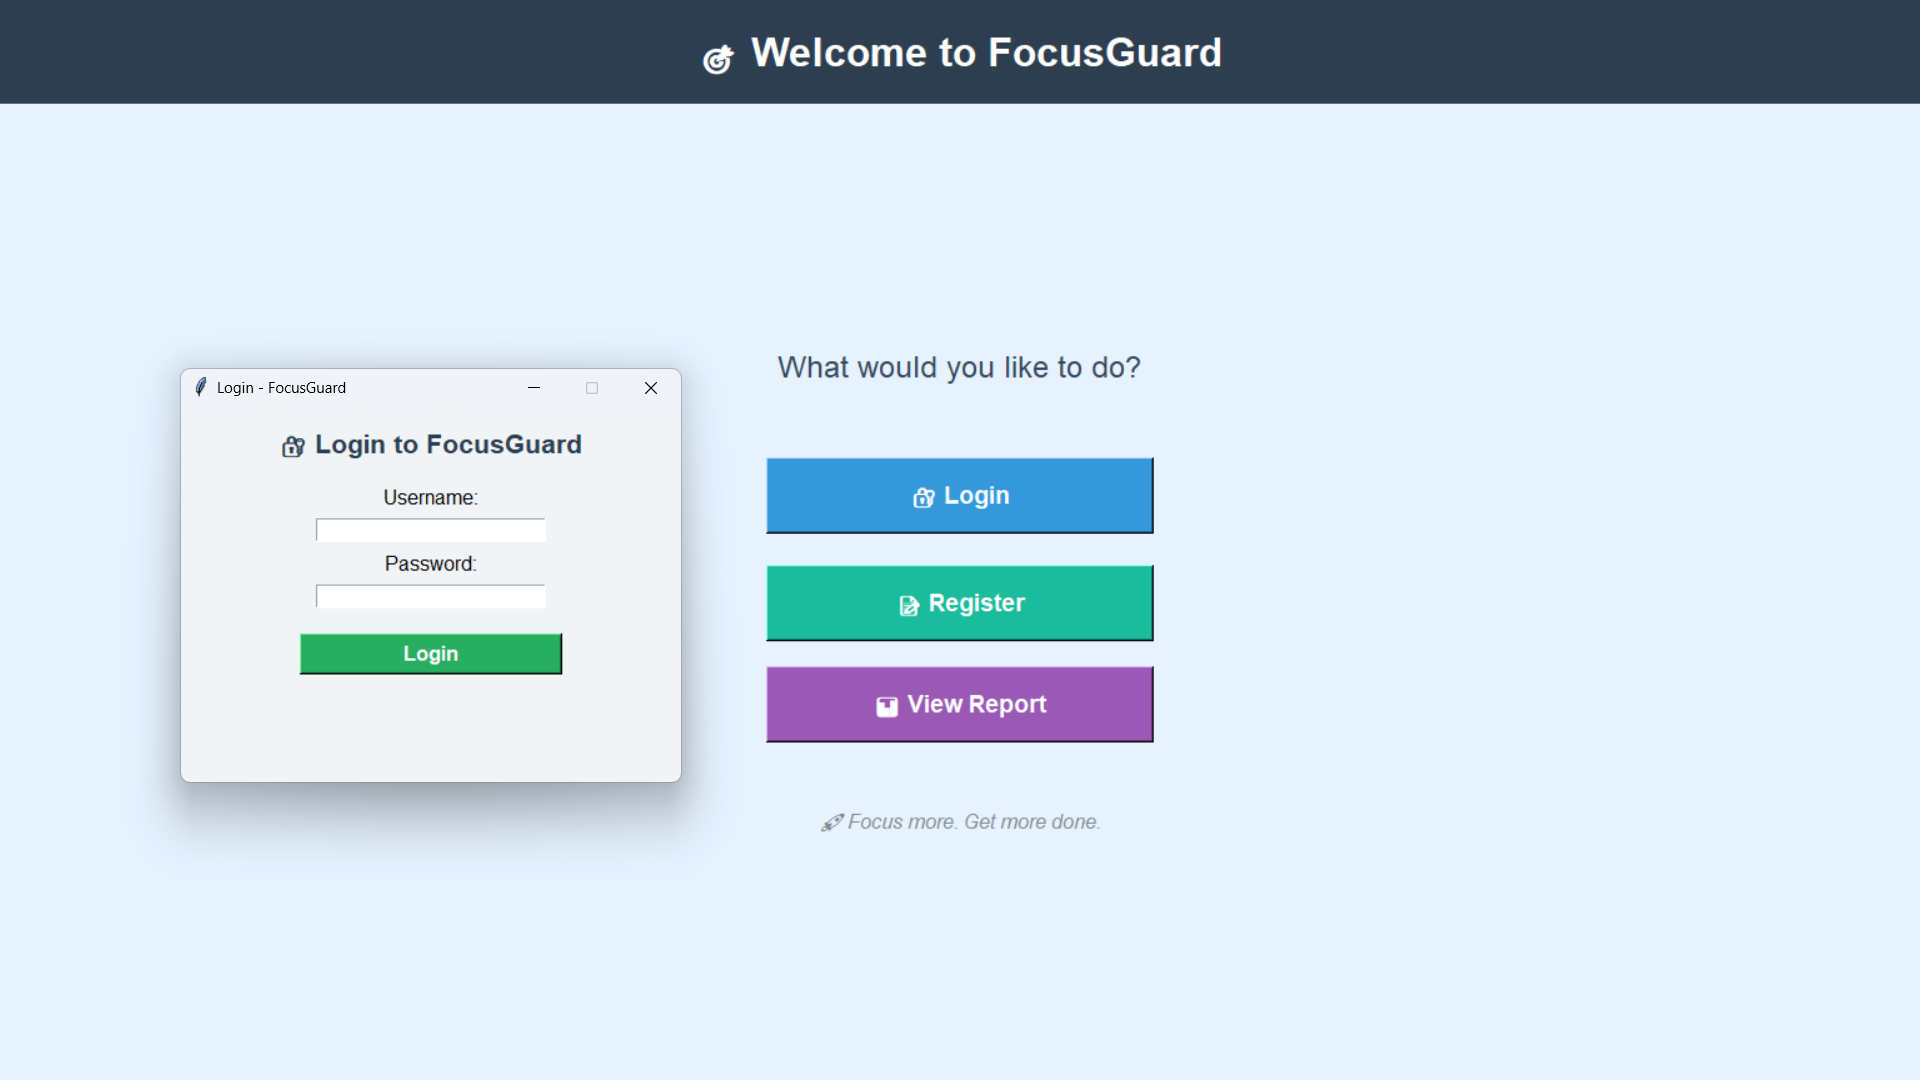 Welcome to FocusGuard
Login - FocusGuard
Login to FocusGuard
Username:
Password:
Login
What would you like to do?
Login
Register
View Report
Focus more. Get more done.